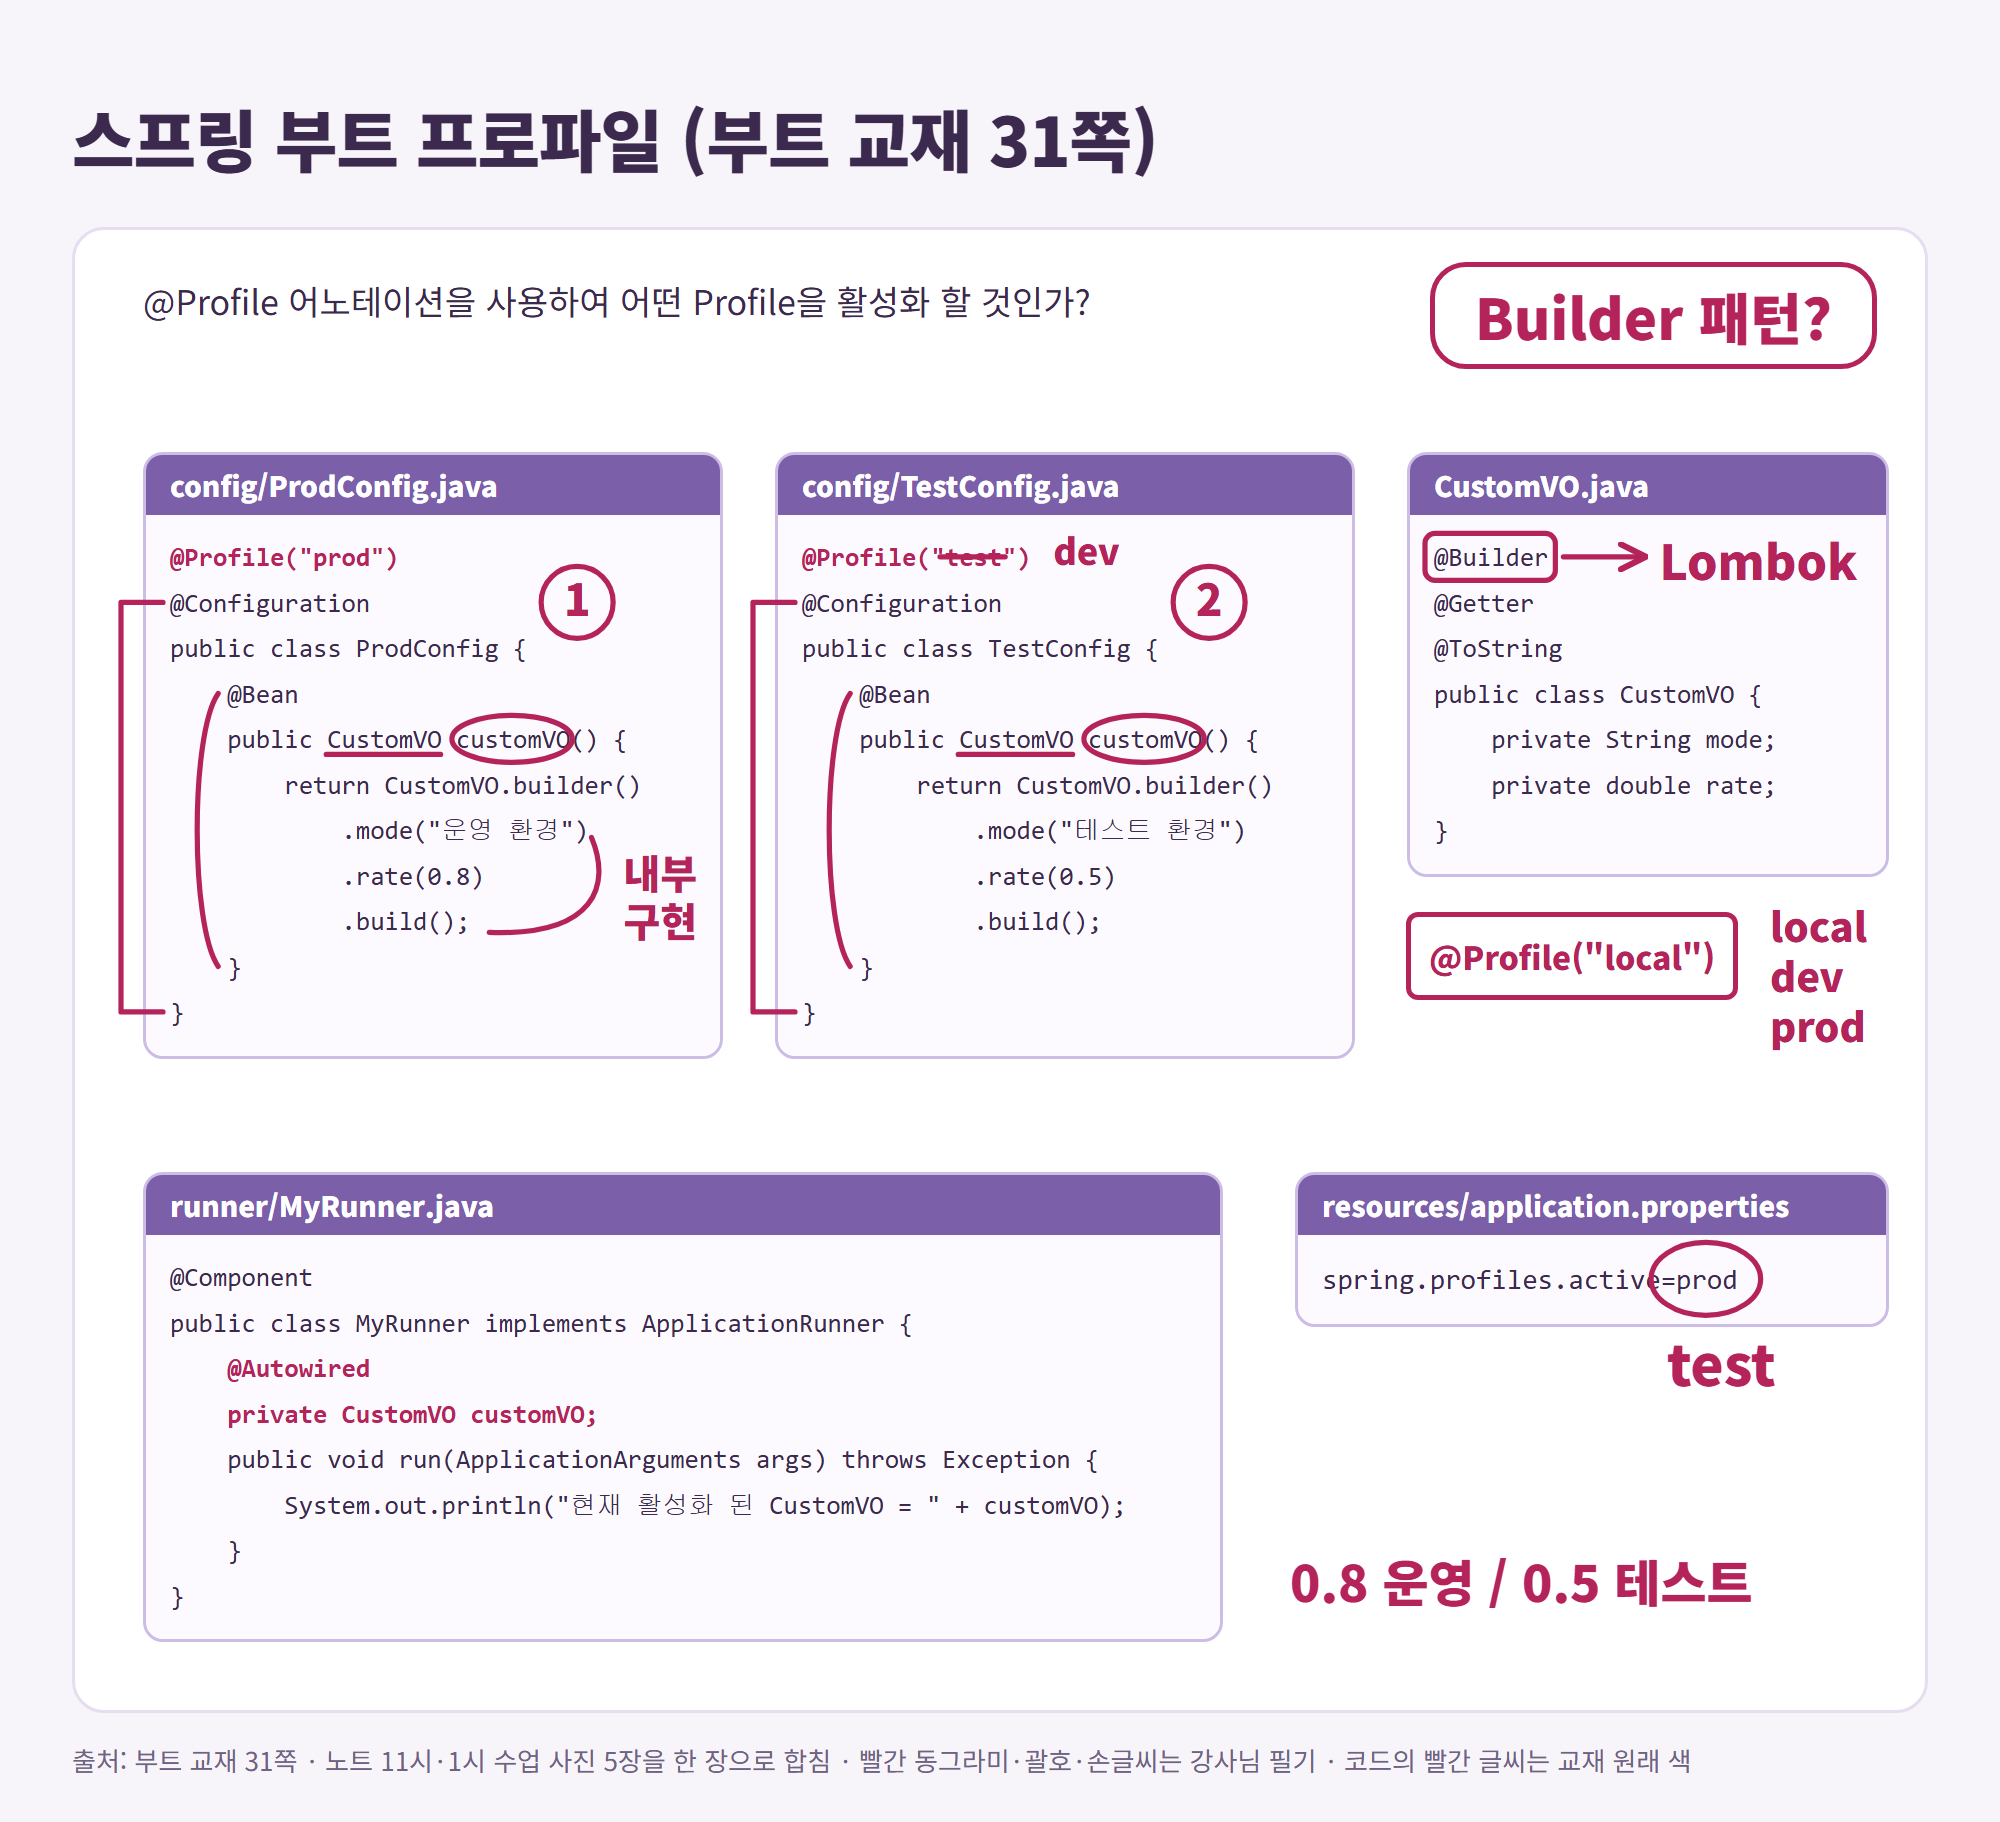 스프링 부트 프로파일 (부트 교재 31쪽)
@Profile 어노테이션을 사용하여 어떤 Profile을 활성화 할 것인가?
Builder 패턴?
config/ProdConfig.java
@Profile("prod")
@Configuration
1
public class ProdConfig {
@Bean
public CustomVO customVO() {
return CustomVO.builder()
.mode("운영 환경")
.rate(0.8)
.build();
}
}
내부
구현
config/TestConfig.java
@Profile("test") dev
@Configuration
2
public class TestConfig {
@Bean
public CustomVO customVO() {
return CustomVO.builder()
.mode("테스트 환경")
.rate(0.5)
.build();
}
}
CustomVO.java
@Builder
Lombok
@Getter
@ToString
public class CustomVO {
private String mode;
private double rate;
}
@Profile("local")
local
dev
prod
runner/MyRunner.java
@Component
public class MyRunner implements ApplicationRunner {
@Autowired
private CustomVO customVO;
public void run(ApplicationArguments args) throws Exception {
System.out.println("현재 활성화 된 CustomVO = " + customVO);
}
}
resources/application.properties
spring.profiles.active=prod
test
0.8 운영 / 0.5 테스트
출처: 부트 교재 31쪽 · 노트 11시·1시 수업 사진 5장을 한 장으로 합침 · 빨간 동그라미·괄호·손글씨는 강사님 필기 · 코드의 빨간 글씨는 교재 원래 색